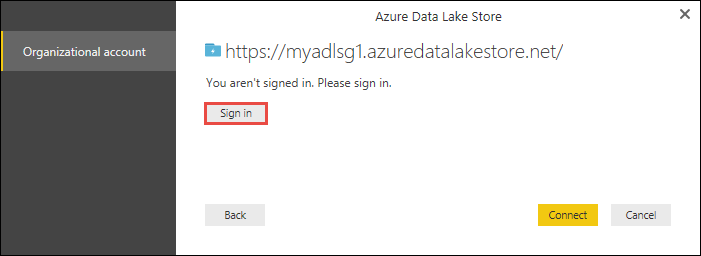 Azure Data Lake Store
Organizational account
https://myadlsg1.azuredatalakestore.net/
You aren't signed in. Please sign in.
Sign in
Back
Connect
Cancel